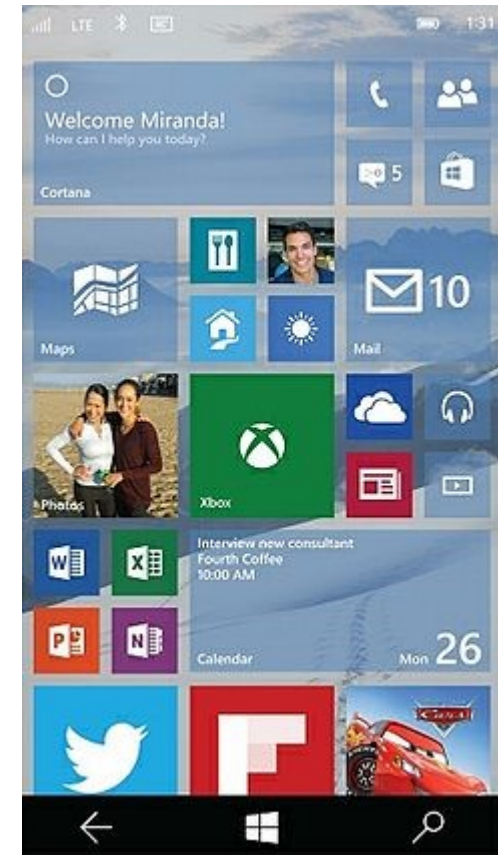 LTE 1:31
Welcome Miranda!
How can I help you today?
Cortana
5
Maps
10
Mail
Photos
Xbox
W
X
Interview new consultant
Fourth Coffee
10:00 AM
P
N
Calendar
Mon 26
Cars